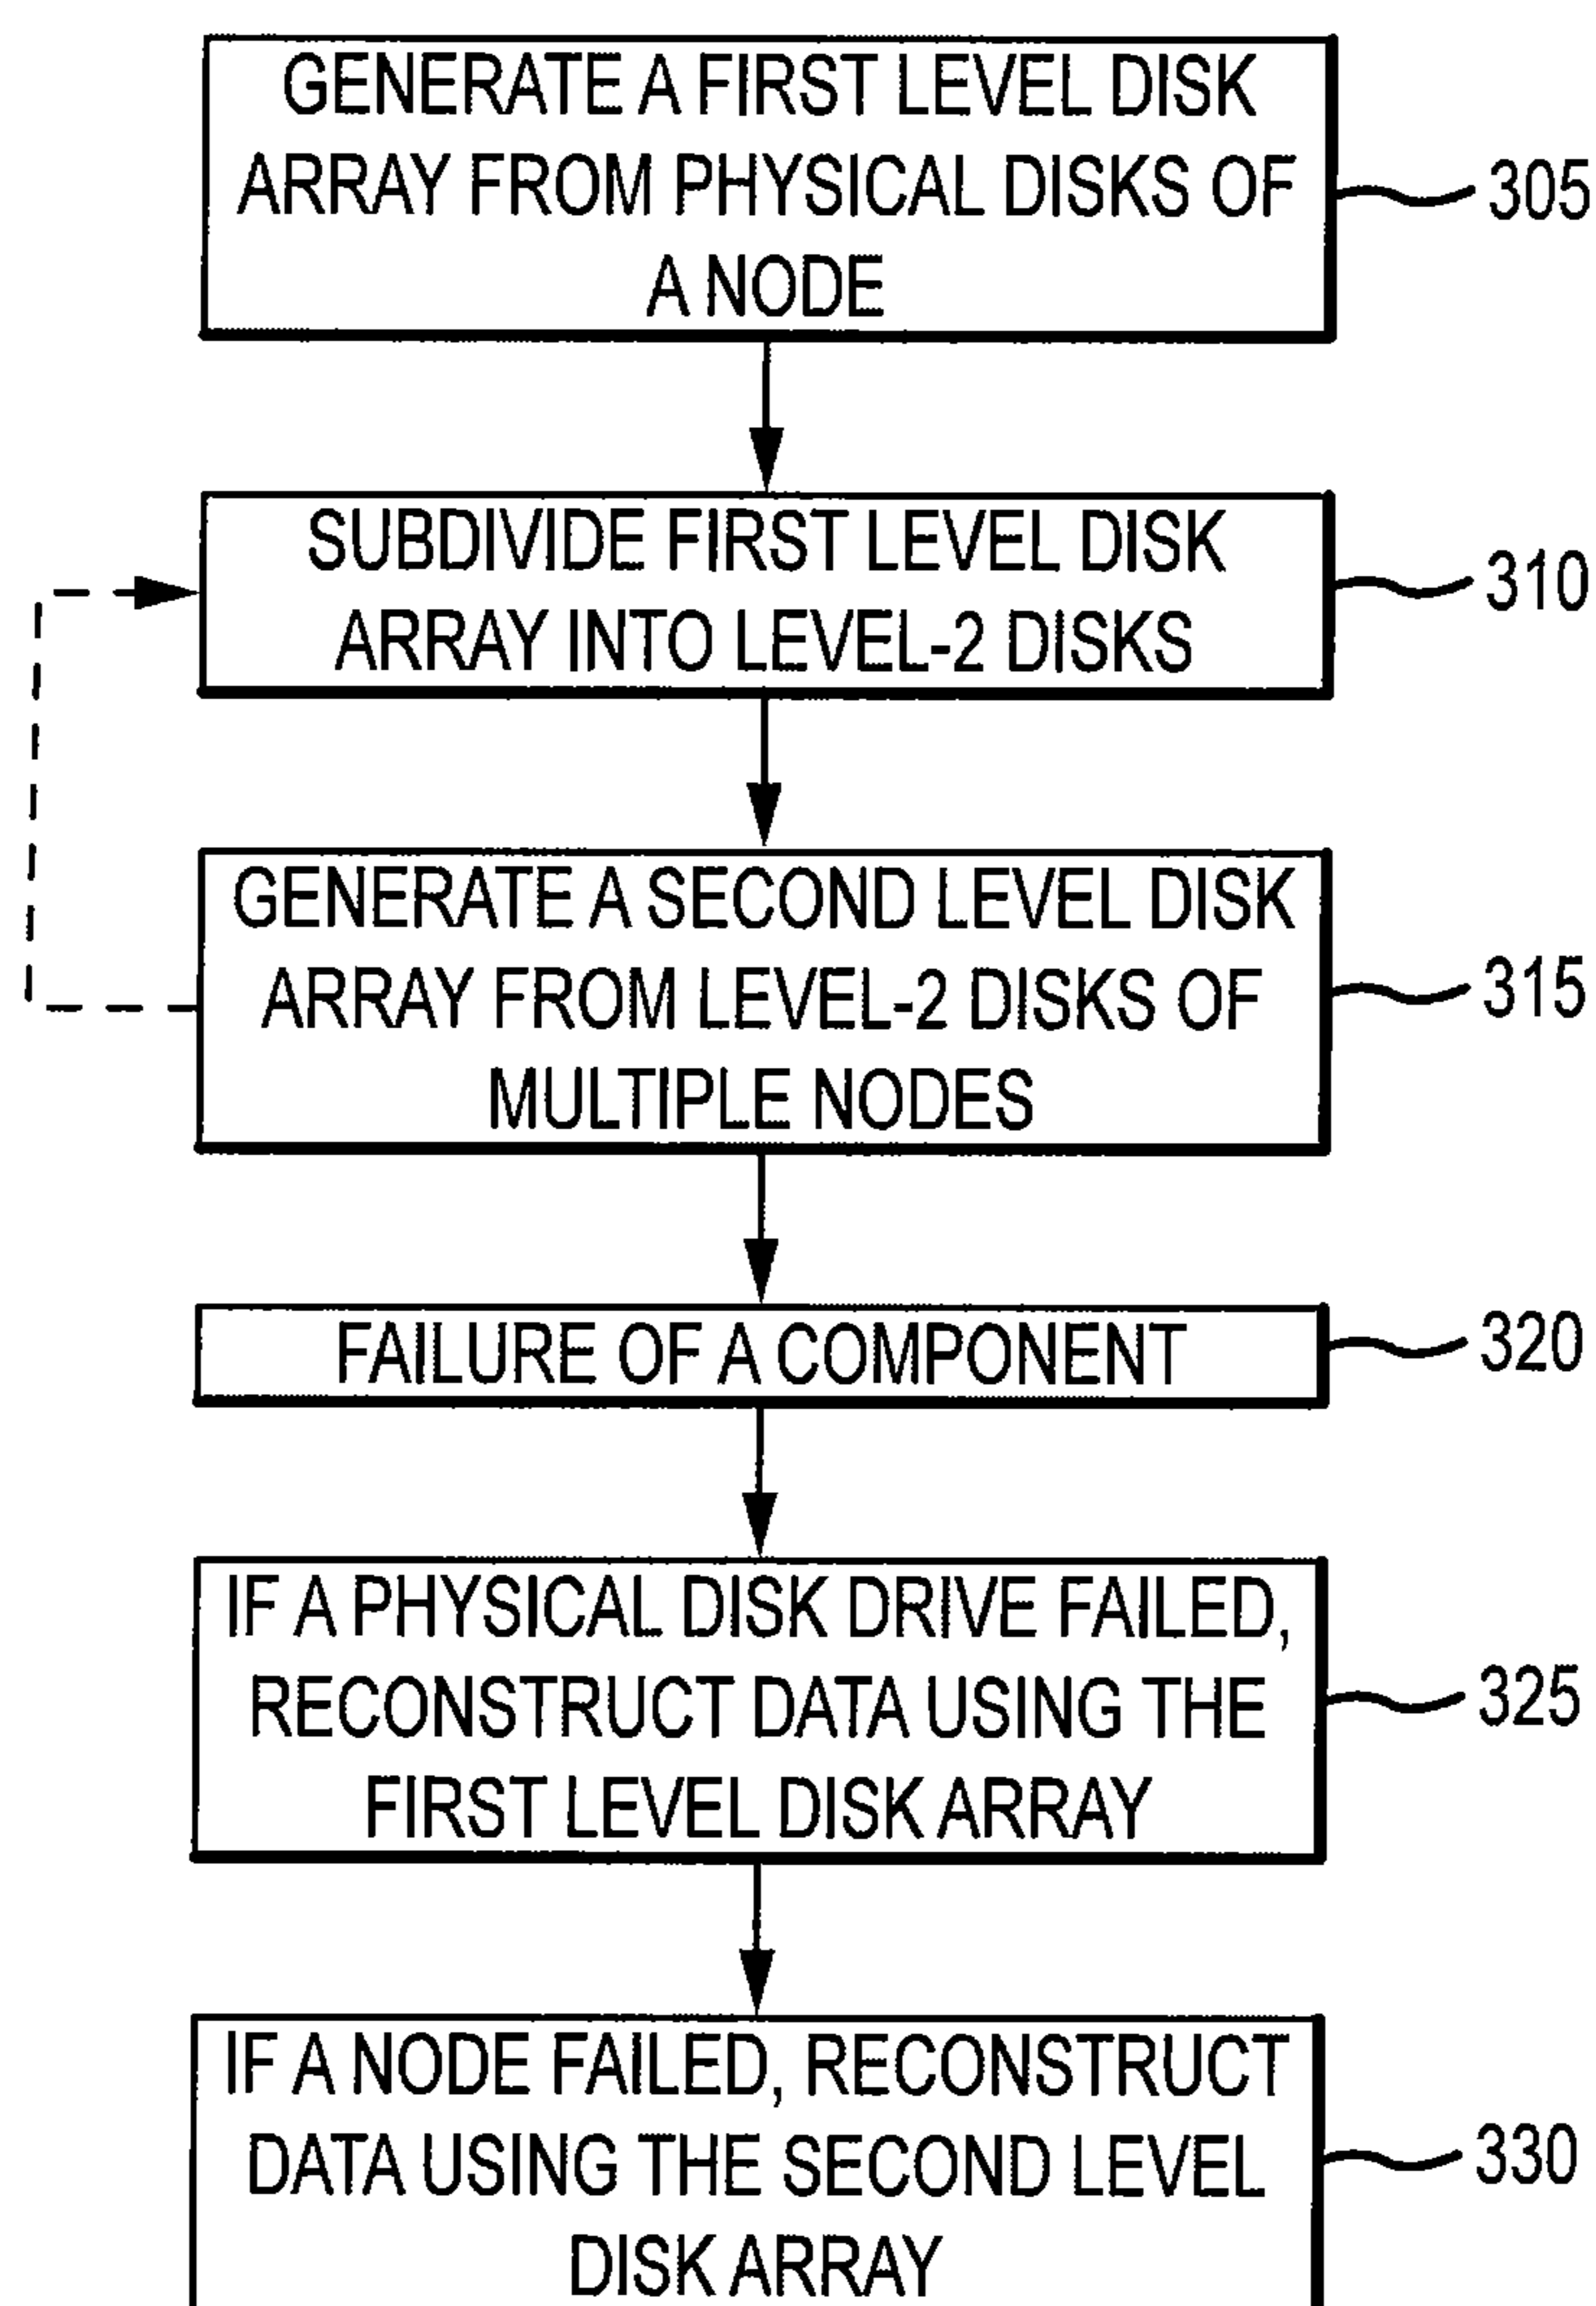 GENERATE A FIRST LEVEL DISK
ARRAY FROM PHYSICAL DISKS OF
A NODE
305
SUBDIVIDE FIRST LEVEL DISK
ARRAY INTO LEVEL-2 DISKS
310
GENERATE A SECOND LEVEL DISK
ARRAY FROM LEVEL-2 DISKS OF
MULTIPLE NODES
315
FAILURE OF A COMPONENT
320
IF A PHYSICAL DISK DRIVE FAILED,
RECONSTRUCT DATA USING THE
FIRST LEVEL DISK ARRAY
325
IF A NODE FAILED, RECONSTRUCT
DATA USING THE SECOND LEVEL
DISK ARRAY
330